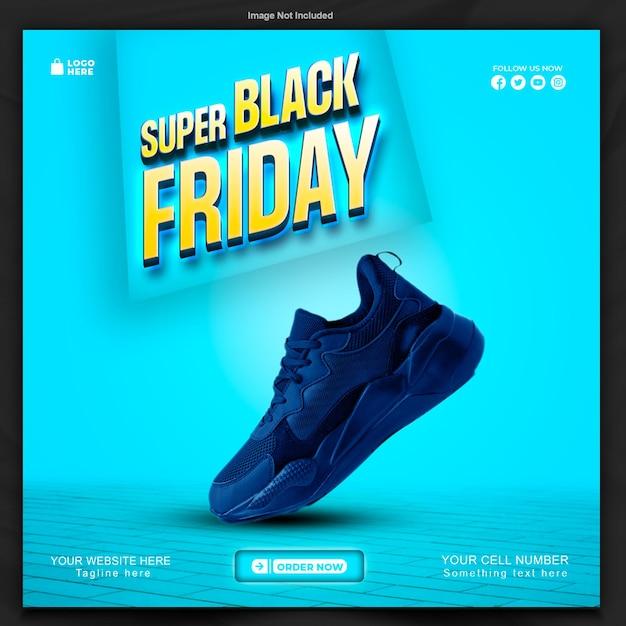 Image Not Included
LOGO
HERE
FOLLOW US NOW
SUPER BLACK
FRIDAY
YOUR WEBSITE HERE
Tagline here
ORDER NOW
YOUR CELL NUMBER
Something text here